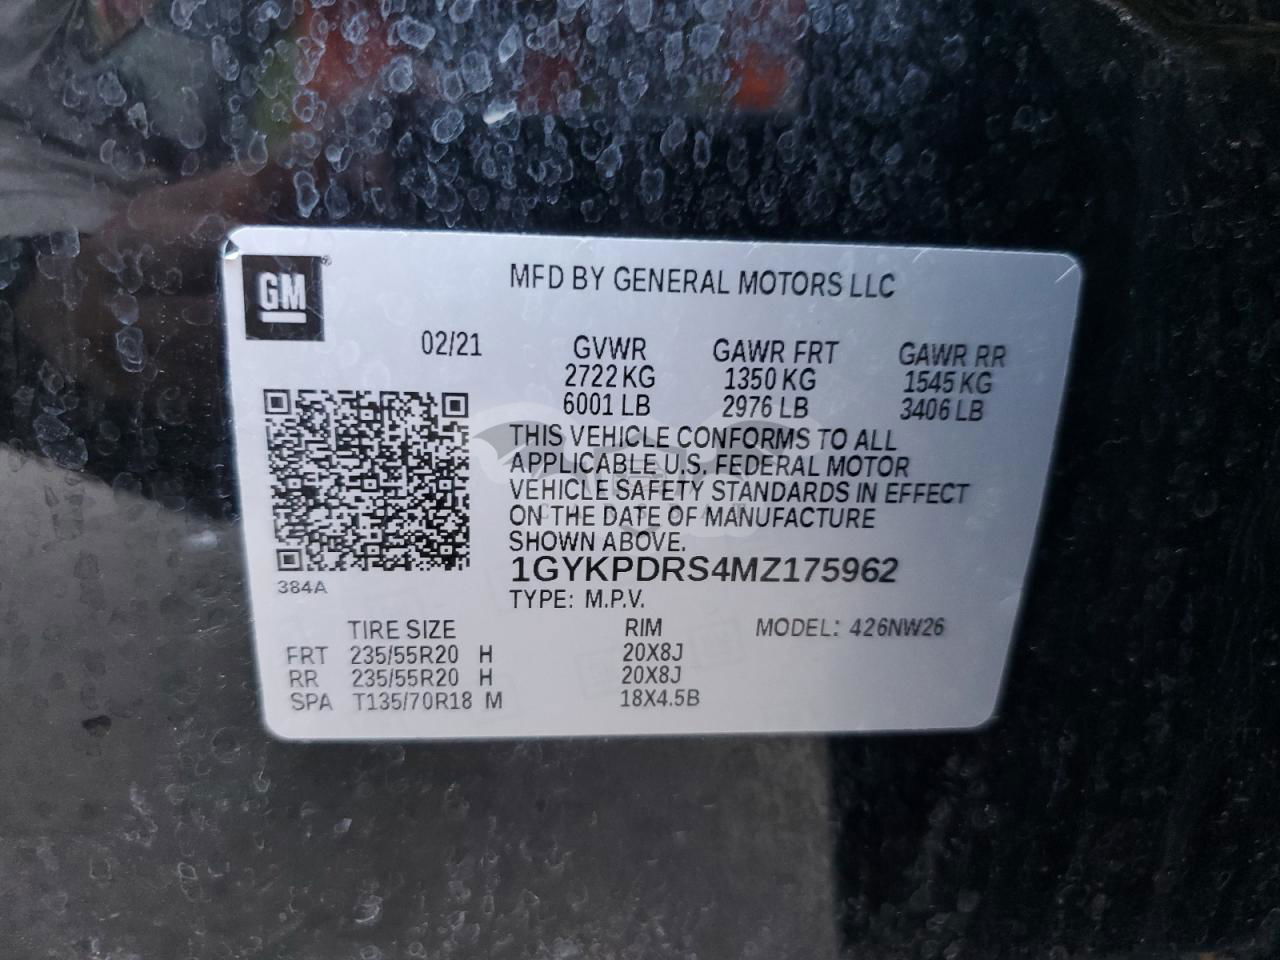 GM®
MFD BY GENERAL MOTORS LLC
02/21
GVWR GAWR FRT GAWR RR
2722 KG 1350 KG 1545 KG
6001 LB 2976 LB 3406 LB
THIS VEHICLE CONFORMS TO ALL
APPLICABLE U.S. FEDERAL MOTOR
VEHICLE SAFETY STANDARDS IN EFFECT
ON THE DATE OF MANUFACTURE
SHOWN ABOVE.
384A
1GYKPDRS4MZ175962
TYPE: M.P.V.
TIRE SIZE RIM MODEL: 426NW26
FRT 235/55R20 H 20X8J
RR 235/55R20 H 20X8J
SPA T135/70R18 M 18X4.5B